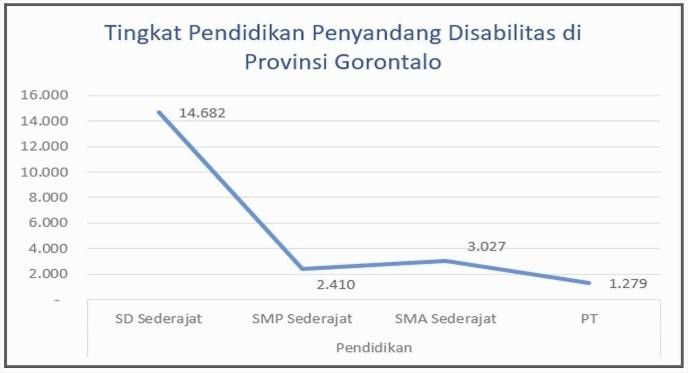 Tingkat Pendidikan Penyandang Disabilitas di
Provinsi Gorontalo
16.000
14.000
12.000
10.000
8.000
6.000
4.000
2.000
-
14.682
2.410
3.027
1.279
SD Sederajat
SMP Sederajat
SMA Sederajat
PT
Pendidikan